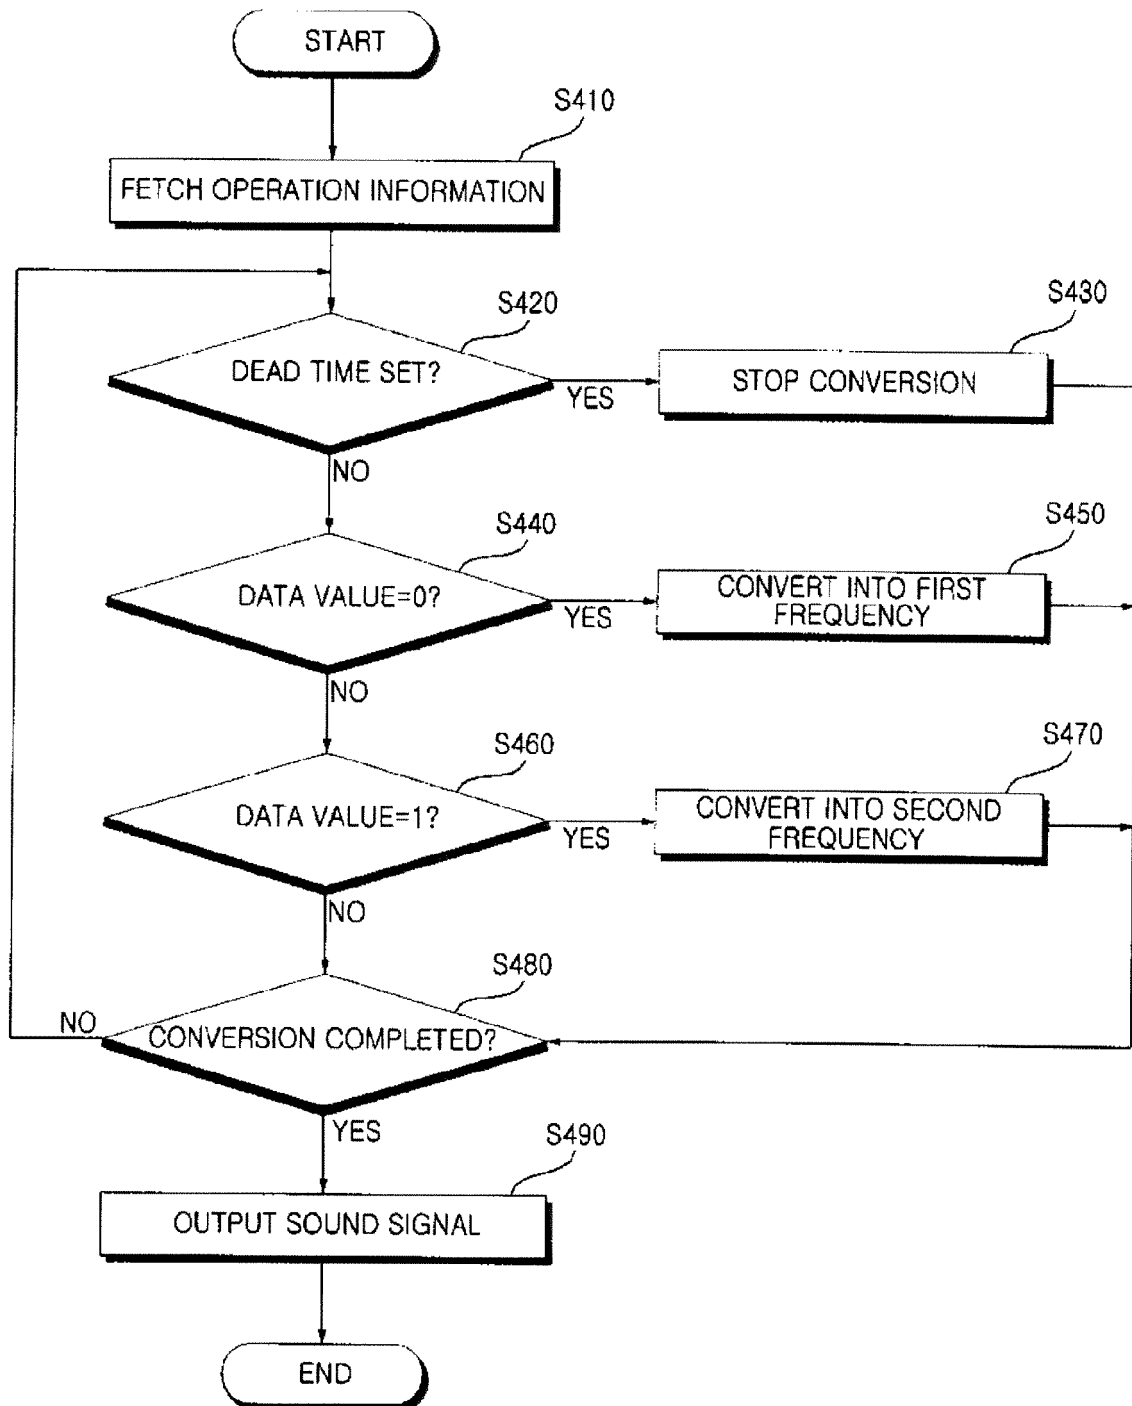 START
S410
FETCH OPERATION INFORMATION
S420
DEAD TIME SET?
YES
S430
STOP CONVERSION
NO
S440
DATA VALUE=0?
YES
S450
CONVERT INTO FIRST
FREQUENCY
NO
S460
DATA VALUE=1?
YES
S470
CONVERT INTO SECOND
FREQUENCY
NO
S480
NO
CONVERSION COMPLETED?
YES
S490
OUTPUT SOUND SIGNAL
END